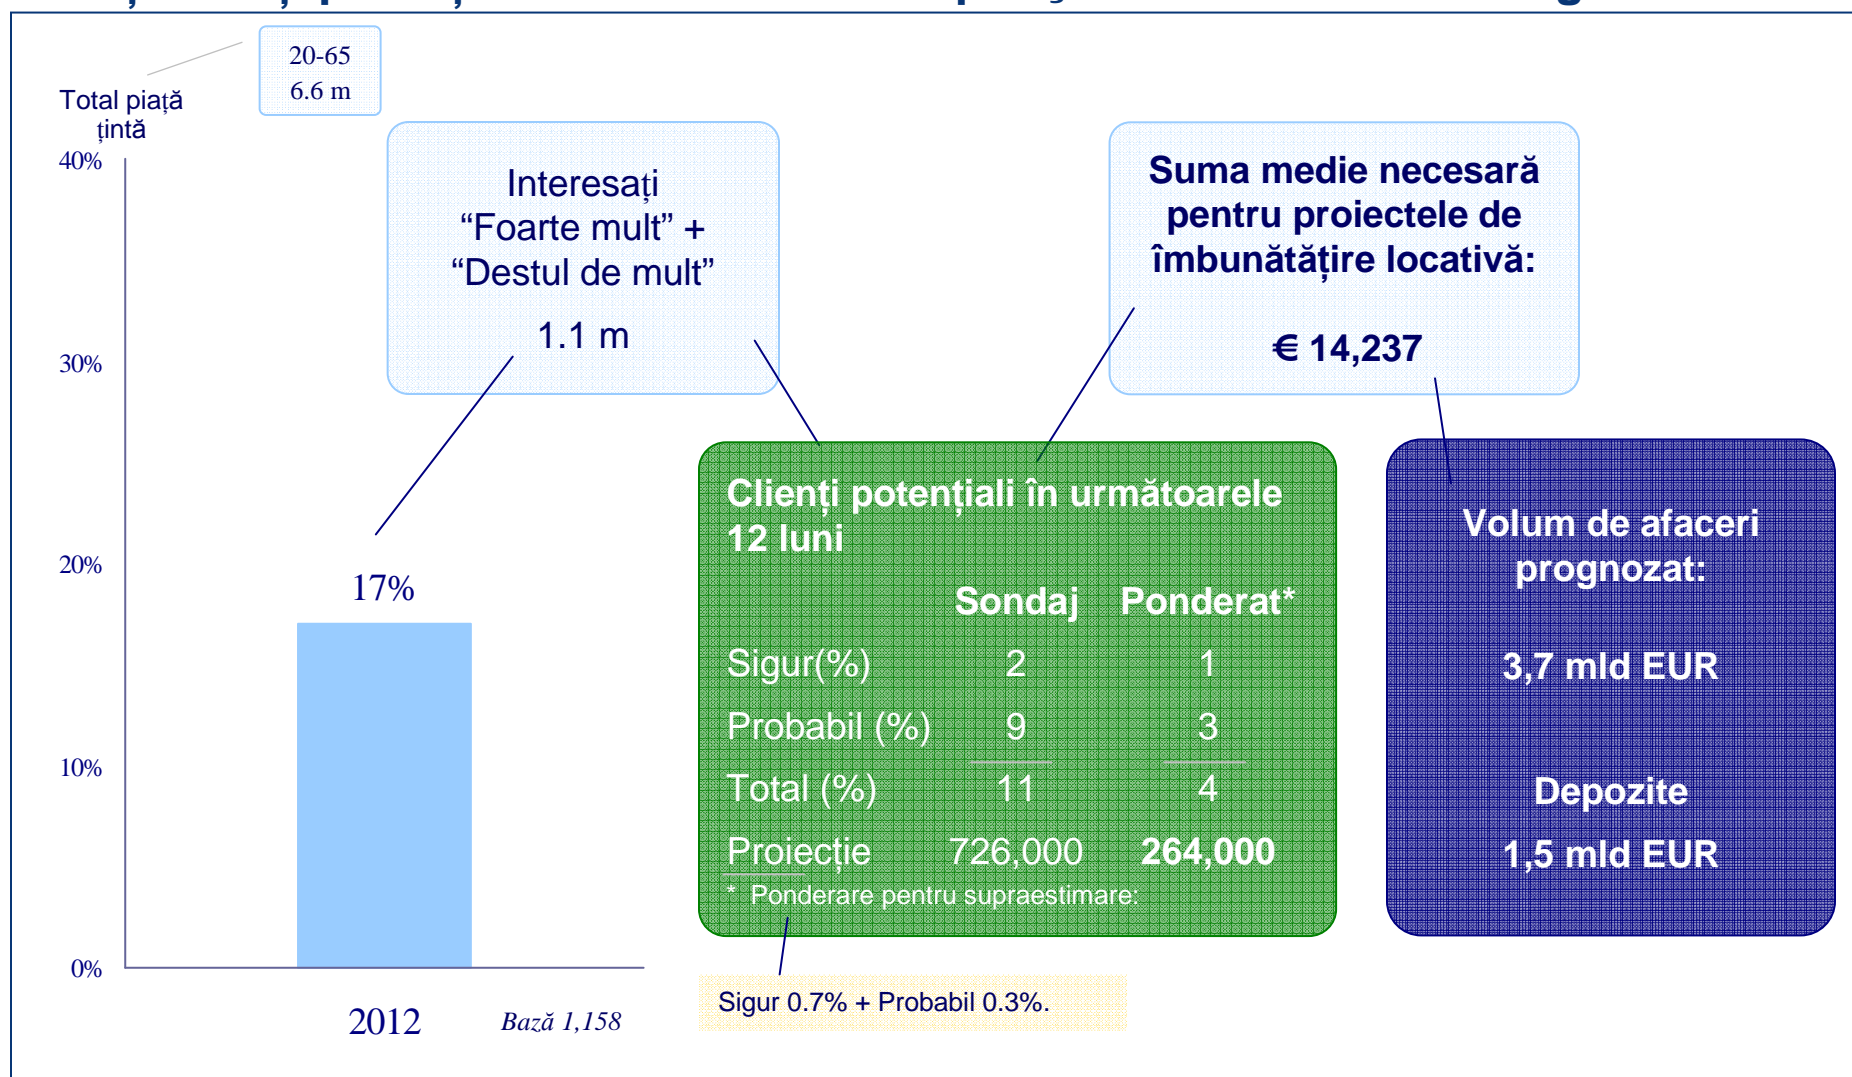 20-65
6.6 m
Total piață
țintă
40%
30%
20%
10%
0%
17%
2012
Bază 1,158
Interesați
“Foarte mult” +
“Destul de mult”
1.1 m
Suma medie necesară
pentru proiectele de
îmbunătățire locativă:
€ 14,237
Clienți potențiali în următoarele
12 luni
Sondaj Ponderat*
Sigur(%) 2 1
Probabil (%) 9 3
Total (%) 11 4
Proiecție 726,000 264,000
* Ponderare pentru supraestimare:
Sigur 0.7% + Probabil 0.3%.
Volum de afaceri
prognozat:
3,7 mld EUR
Depozite
1,5 mld EUR